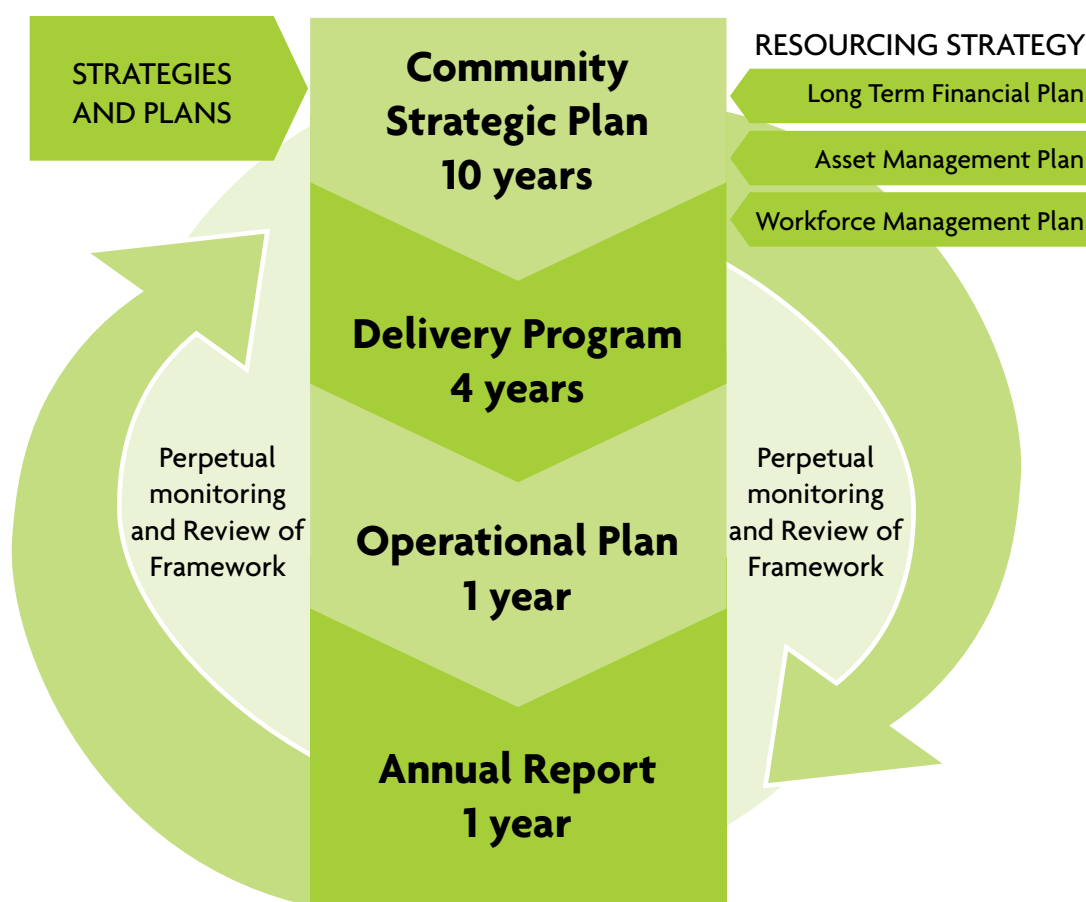 STRATEGIES
AND PLANS
Community
Strategic Plan
10 years
RESOURCING STRATEGY
Long Term Financial Plan
Asset Management Plan
Workforce Management Plan
Delivery Program
4 years
Perpetual
monitoring
and Review of
Framework
Operational Plan
1 year
Perpetual
monitoring
and Review of
Framework
Annual Report
1 year